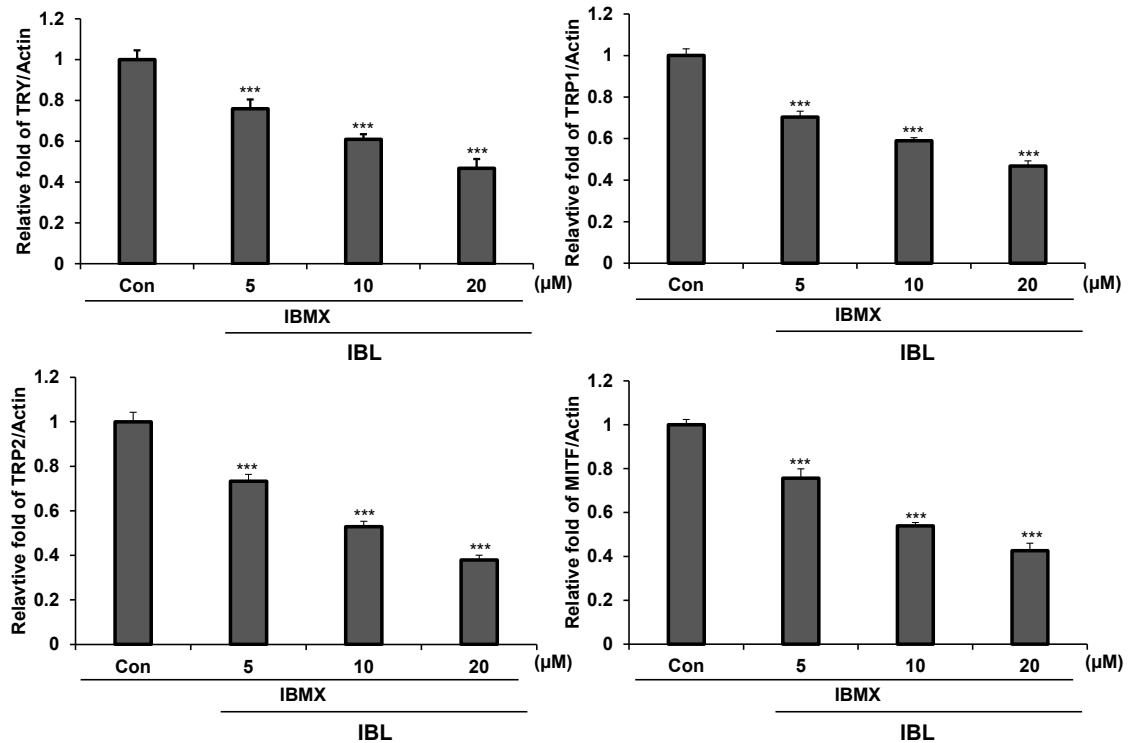 Relative fold of TRY/Actin
1.2
1
0.8
0.6
0.4
0.2
0
***
***
***
Con 5 10 20 (μM)
IBMX
IBL
Relavtive fold of TRP1/Actin
1.2
1
0.8
0.6
0.4
0.2
0
***
***
***
Con 5 10 20 (μM)
IBMX
IBL
Relavtive fold of TRP2/Actin
1.2
1
0.8
0.6
0.4
0.2
0
***
***
***
Con 5 10 20 (μM)
IBMX
IBL
Relative fold of MITF/Actin
1.2
1
0.8
0.6
0.4
0.2
0
***
***
***
Con 5 10 20 (μM)
IBMX
IBL